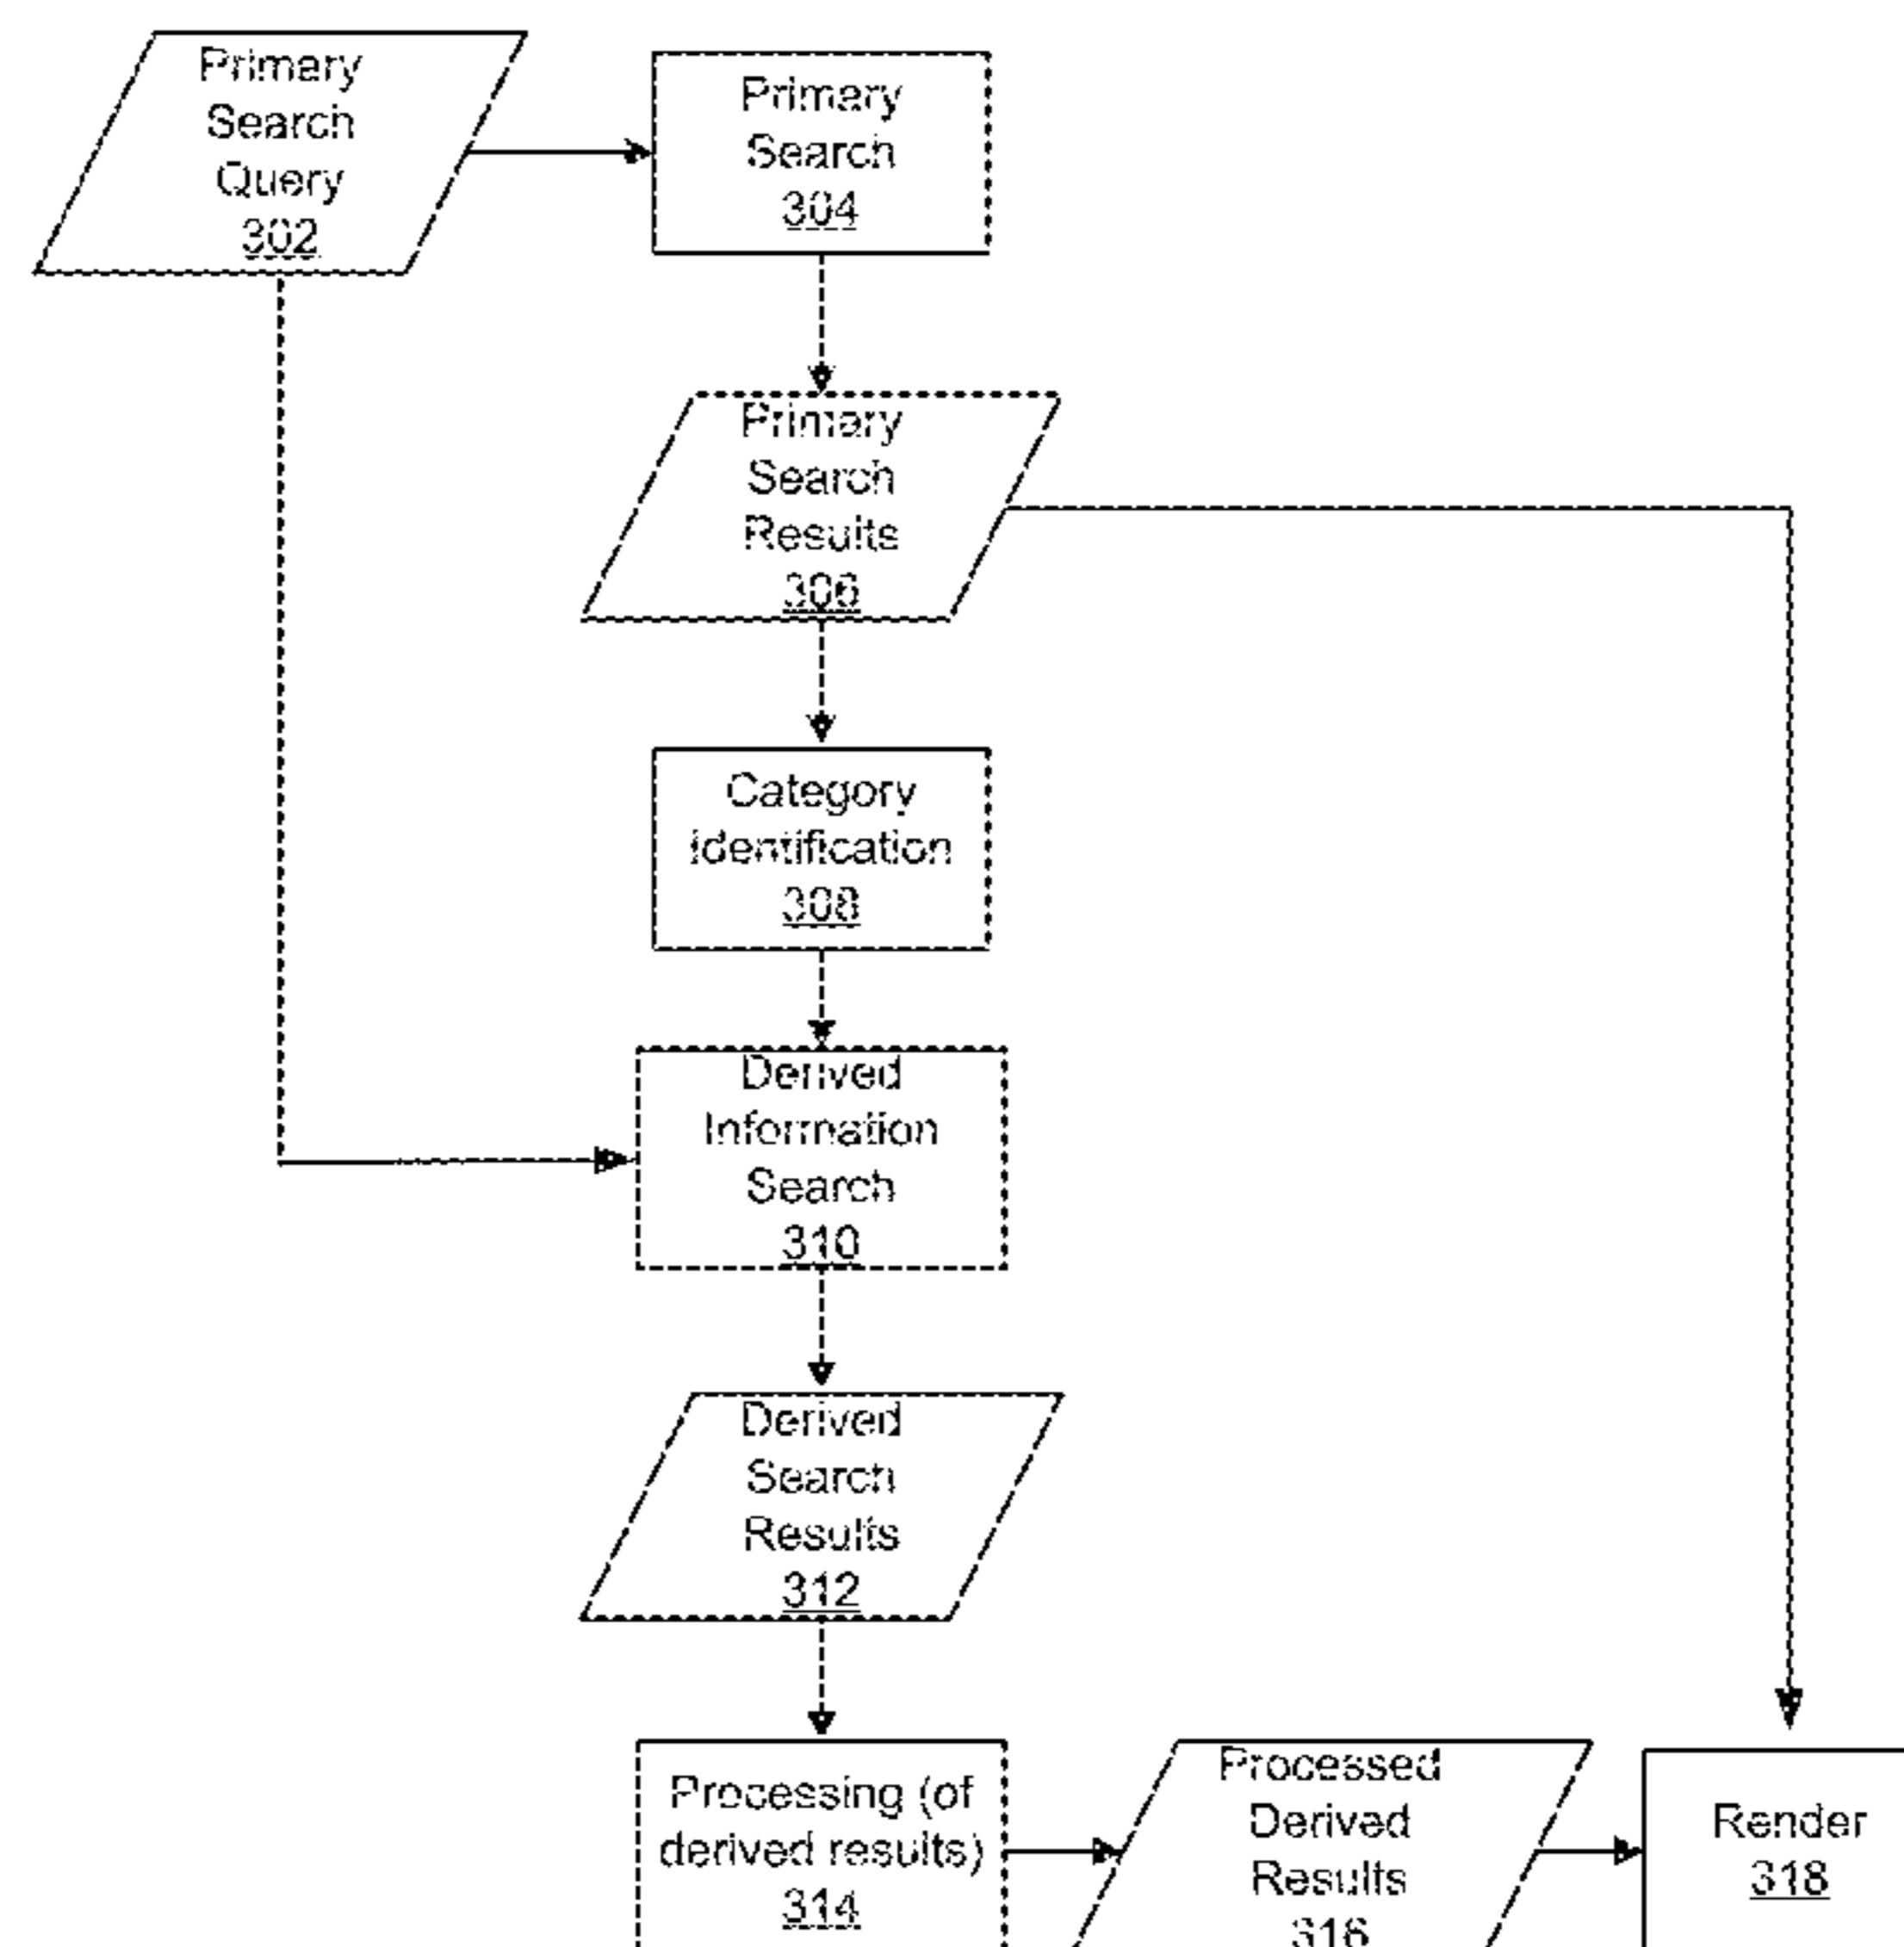 Primary
Search
Query
302
Primary
Search
304
Primary
Search
Results
306
Category
Identification
308
Derived
Information
Search
310
Derived
Search
Results
312
Processing (of
derived results)
314
Processed
Derived
Results
316
Render
318